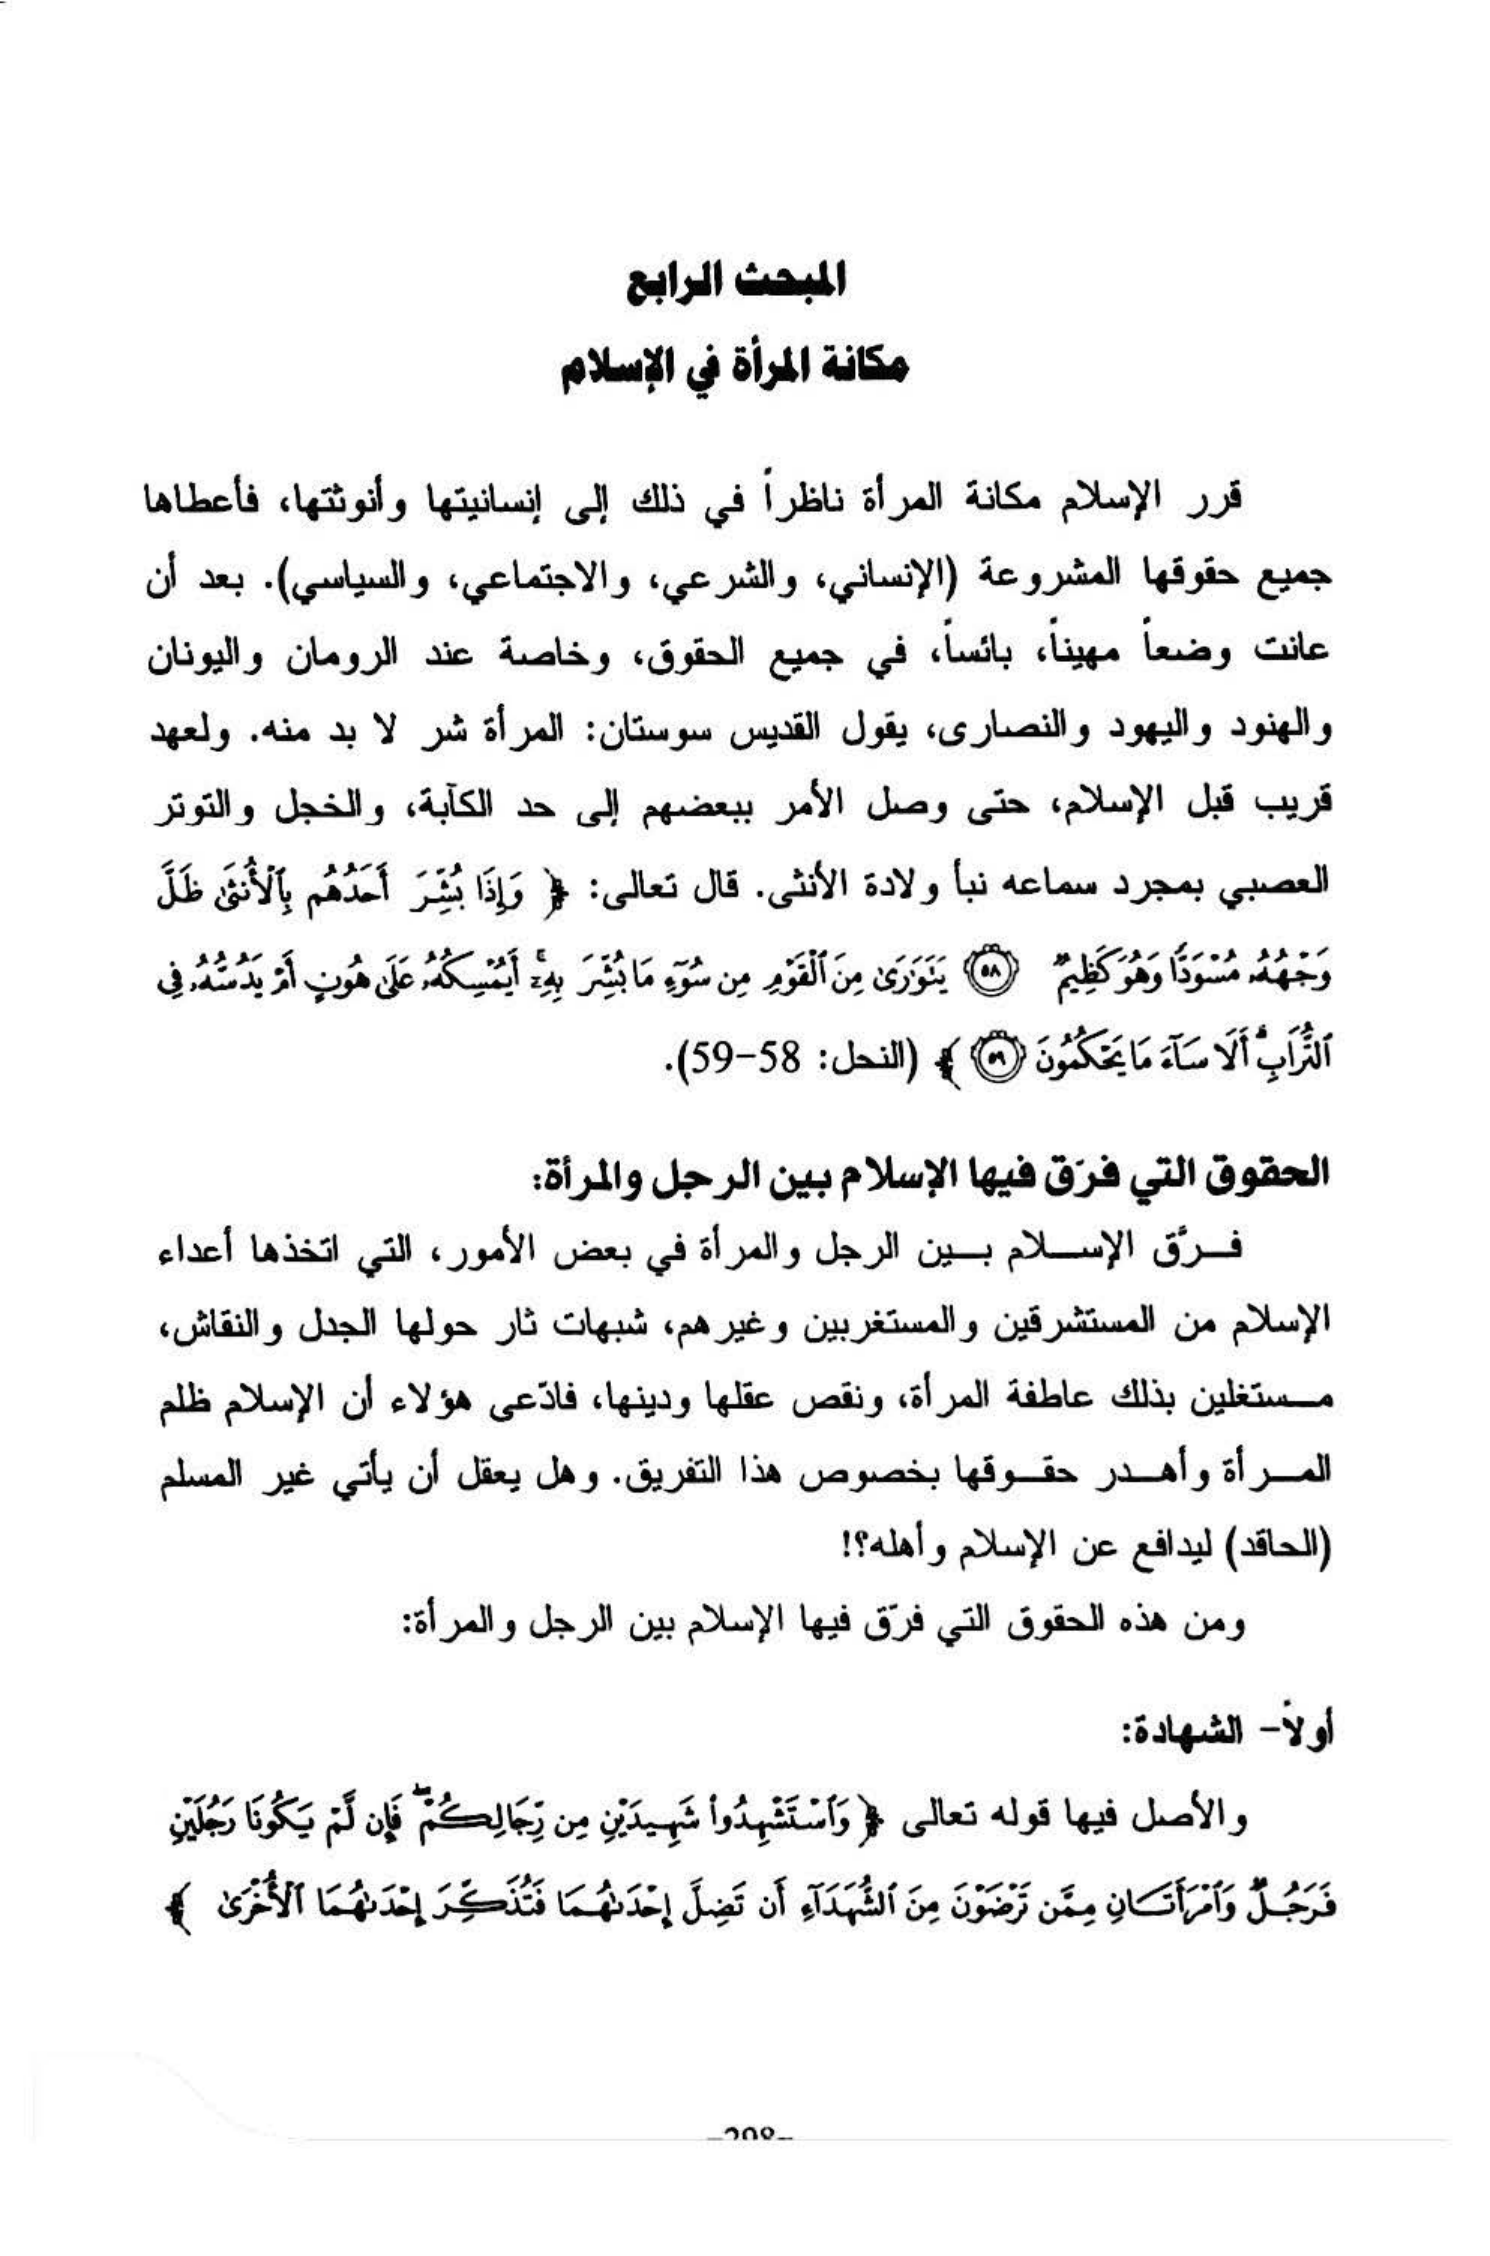 المبحث الرابع
مكانة المرأة في الإسلام
قرر الإسلام مكانة المرأة ناظراً في ذلك إلى إنسانيتها وأنوثتها، فأعطاها
جميع حقوقها المشروعة (الإنساني، والشرعي، والاجتماعي، والسياسي). بعد أن
عانت وضعاً مهيناً، بائساً، في جميع الحقوق، وخاصة عند الرومان واليونان
والهنود واليهود والنصارى، يقول القديس سوستان: المرأة شر لا بد منه. ولعهد
قريب قبل الإسلام، حتى وصل الأمر ببعضهم إلى حد الكآبة، والخجل والتوتر
العصبي بمجرد سماعه نبأ ولادة الأنثى. قال تعالى: ﴿ وَإِذَا بُشِّرَ أَحَدُهُم بِٱلْأُنثَىٰ ظَلَّ
وَجْهُهُۥ مُسْوَدًّا وَهُوَ كَظِيمٌ ۝٥٨ يَتَوَٰرَىٰ مِنَ ٱلْقَوْمِ مِن سُوٓءِ مَا بُشِّرَ بِهِۦٓ ۚ أَيُمْسِكُهُۥ عَلَىٰ هُونٍ أَمْ يَدُسُّهُۥ فِى
ٱلتُّرَابِ ۗ أَلَا سَآءَ مَا يَحْكُمُونَ ۝٥٩ ﴾ (النحل: 58-59).
الحقوق التي فرّق فيها الإسلام بين الرجل والمرأة:
فــرَّق الإســلام بــين الرجل والمرأة في بعض الأمور، التي اتخذها أعداء
الإسلام من المستشرقين والمستغربين وغيرهم، شبهات ثار حولها الجدل والنقاش،
مــستغلين بذلك عاطفة المرأة، ونقص عقلها ودينها، فادّعى هؤلاء أن الإسلام ظلم
المــرأة وأهــدر حقــوقها بخصوص هذا التفريق. وهل يعقل أن يأتي غير المسلم
(الحاقد) ليدافع عن الإسلام وأهله؟!
ومن هذه الحقوق التي فرّق فيها الإسلام بين الرجل والمرأة:
أولاً- الشهادة:
والأصل فيها قوله تعالى ﴿ وَٱسْتَشْهِدُوا۟ شَهِيدَيْنِ مِن رِّجَالِكُمْ ۖ فَإِن لَّمْ يَكُونَا رَجُلَيْنِ
فَرَجُلٌ وَٱمْرَأَتَانِ مِمَّن تَرْضَوْنَ مِنَ ٱلشُّهَدَآءِ أَن تَضِلَّ إِحْدَىٰهُمَا فَتُذَكِّرَ إِحْدَىٰهُمَا ٱلْأُخْرَىٰ ﴾
-298-